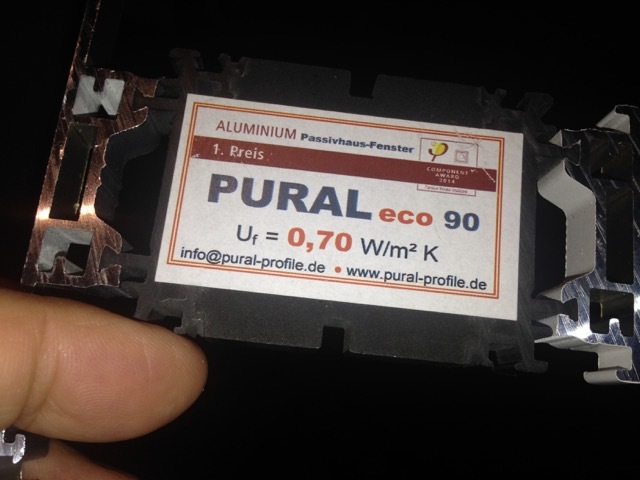 ALUMINIUM Passivhaus-Fenster
1. Preis
COMPONENT
AWARD
2014
PURAL eco 90
Uf = 0,70 W/m² K
info@pural-profile.de • www.pural-profile.de